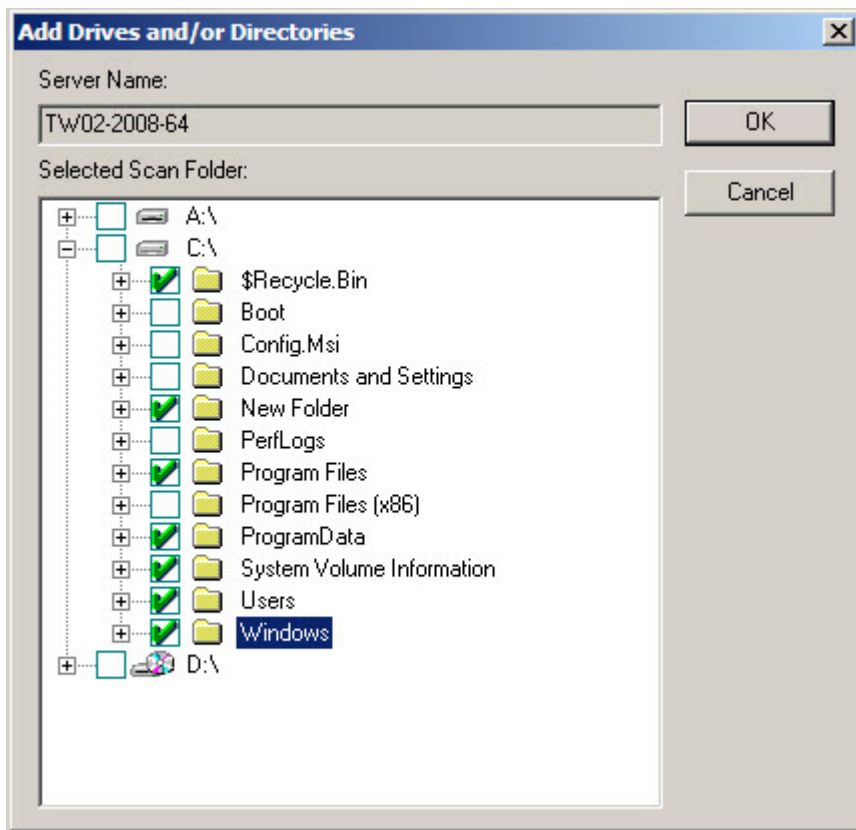 Add Drives and/or Directories
Server Name:
TW02-2008-64
OK
Selected Scan Folder:
Cancel
A:\
C:\
$Recycle.Bin
Boot
Config.Msi
Documents and Settings
New Folder
PerfLogs
Program Files
Program Files (x86)
ProgramData
System Volume Information
Users
Windows
D:\